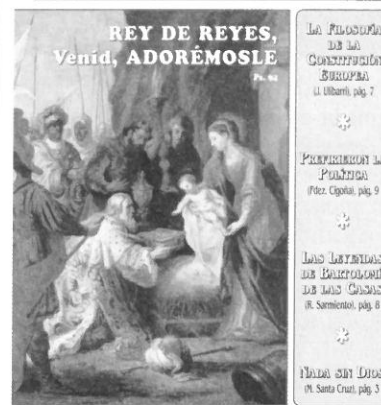 REY DE REYES,
Venid, ADORÉMOSLE
Ps. 94
LA FILOSOFÍA
DE LA
CONSTITUCIÓN
EUROPEA
(J. Ulibarri), pág. 7
PREFIRIERON LA
POLÍTICA
(Fdez. Cigoña), pág. 9
LAS LEYENDAS
DE BARTOLOMÉ
DE LAS CASAS
(R. Sarmiento), pág. 8
NADA SIN DIOS
(M. Santa Cruz), pág. 3